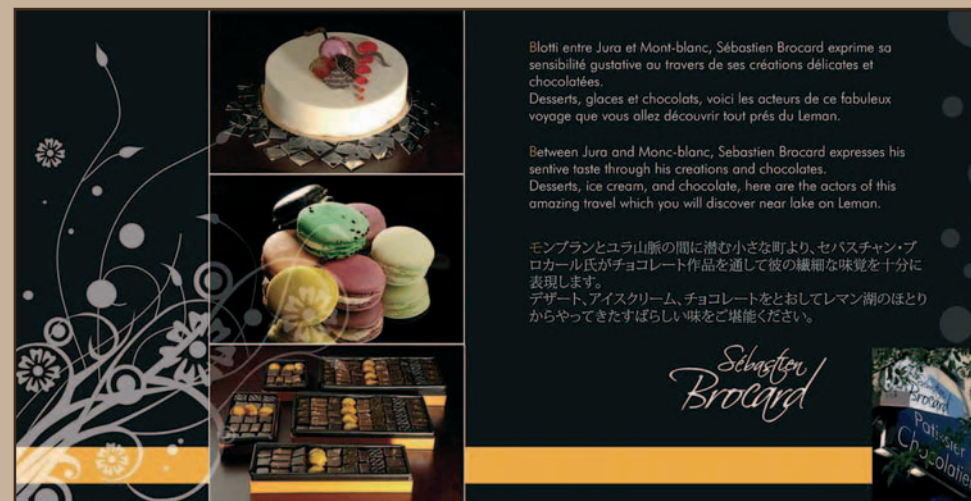 Blotti entre Jura et Mont-blanc, Sébastien Brocard exprime sa
sensibilité gustative au travers de ses créations délicates et
chocolatées.
Desserts, glaces et chocolats, voici les acteurs de ce fabuleux
voyage que vous allez découvrir tout prés du Leman.
Between Jura and Monc-blanc, Sebastien Brocard expresses his
sentive taste through his creations and chocolates.
Desserts, ice cream, and chocolate, here are the actors of this
amazing travel which you will discover near lake on Leman.
モンブランとユラ山脈の間に潜む小さな町より、セバスチャン・ブ
ロカール氏がチョコレート作品を通して彼の繊細な味覚を十分に
表現します。
デザート、アイスクリーム、チョコレートをとおしてレマン湖のほとり
からやってきたすばらしい味をご堪能ください。
Sébastien
Brocard
Brocard
Patissier
Chocolatier